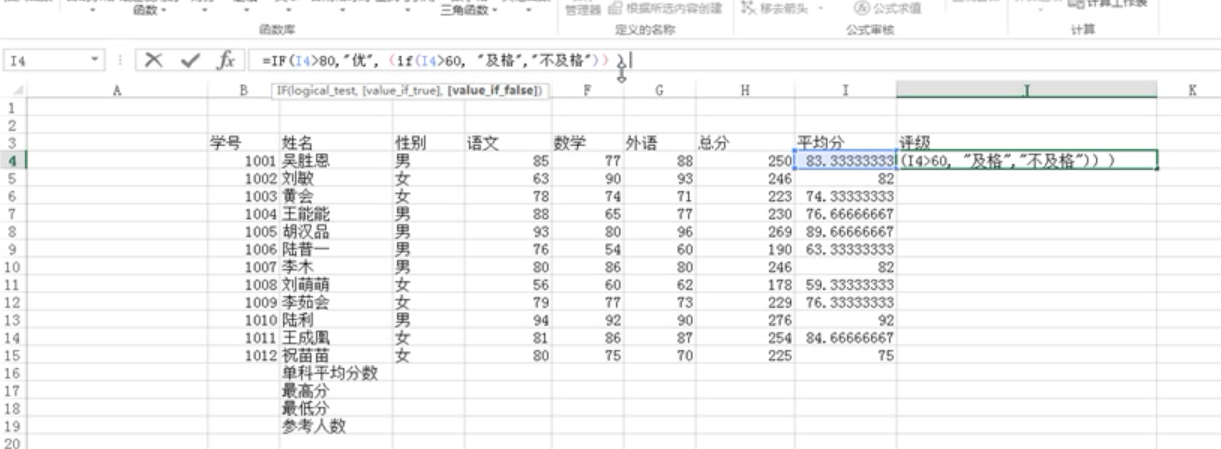 函数 三角函数 管理器 根据所选内容创建 移去箭头 公式求值 计算工作表
函数库 定义的名称 公式审核 计算
I4 fx =IF(I4>80,"优", (if(I4>60, "及格","不及格")) )
IF(logical_test, [value_if_true], [value_if_false])
A B F G H I J K
1
2
3 学号 姓名 性别 语文 数学 外语 总分 平均分 评级
4 1001 吴胜恩 男 85 77 88 250 83.33333333 (I4>60, "及格","不及格")) )
5 1002 刘敏 女 63 90 93 246 82
6 1003 黄会 女 78 74 71 223 74.33333333
7 1004 王能能 男 88 65 77 230 76.66666667
8 1005 胡汉品 男 93 80 96 269 89.66666667
9 1006 陆普一 男 76 54 60 190 63.33333333
10 1007 李木 男 80 86 80 246 82
11 1008 刘萌萌 女 56 60 62 178 59.33333333
12 1009 李茹会 女 79 77 73 229 76.33333333
13 1010 陆利 男 94 92 90 276 92
14 1011 王成凰 女 81 86 87 254 84.66666667
15 1012 祝苗苗 女 80 75 70 225 75
16 单科平均分数
17 最高分
18 最低分
19 参考人数
20